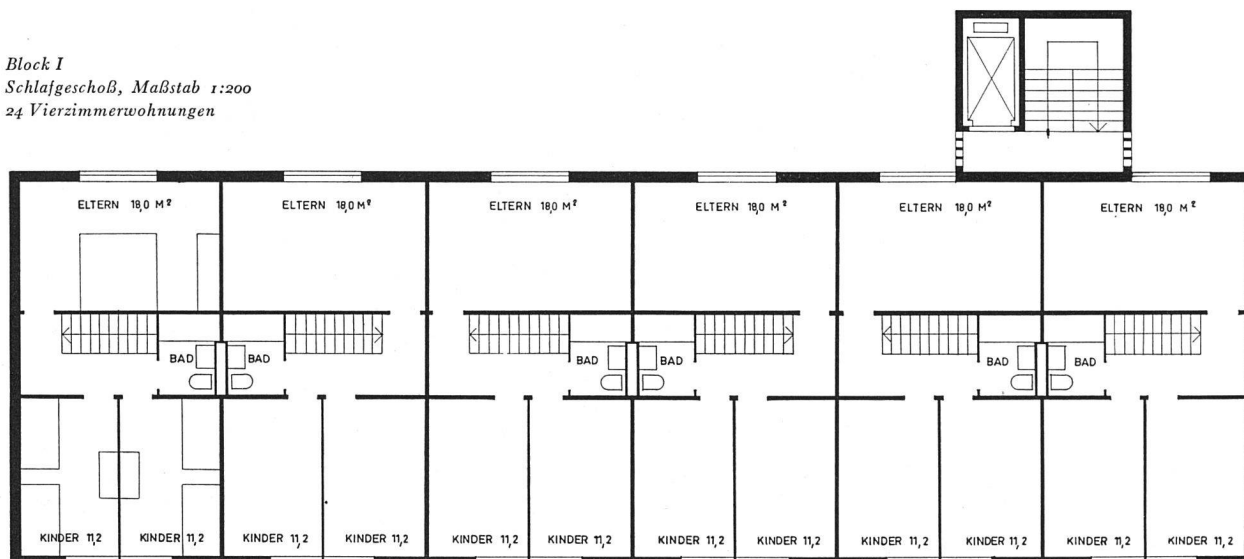 Block I
Schlafgeschoß, Maßstab 1:200
24 Vierzimmerwohnungen
ELTERN 18,0 M²
ELTERN 18,0 M²
ELTERN 18,0 M²
ELTERN 18,0 M²
ELTERN 18,0 M²
ELTERN 18,0 M²
BAD
BAD
BAD
BAD
BAD
BAD
KINDER 11,2
KINDER 11,2
KINDER 11,2
KINDER 11,2
KINDER 11,2
KINDER 11,2
KINDER 11,2
KINDER 11,2
KINDER 11,2
KINDER 11,2
KINDER 11,2
KINDER 11,2